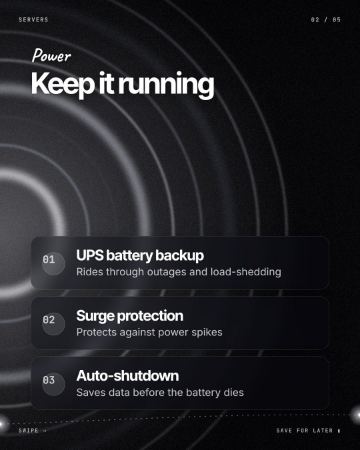 SERVERS
02 / 05
Power
Keep it running
01
UPS battery backup
Rides through outages and load-shedding
02
Surge protection
Protects against power spikes
03
Auto-shutdown
Saves data before the battery dies
SWIPE →
SAVE FOR LATER